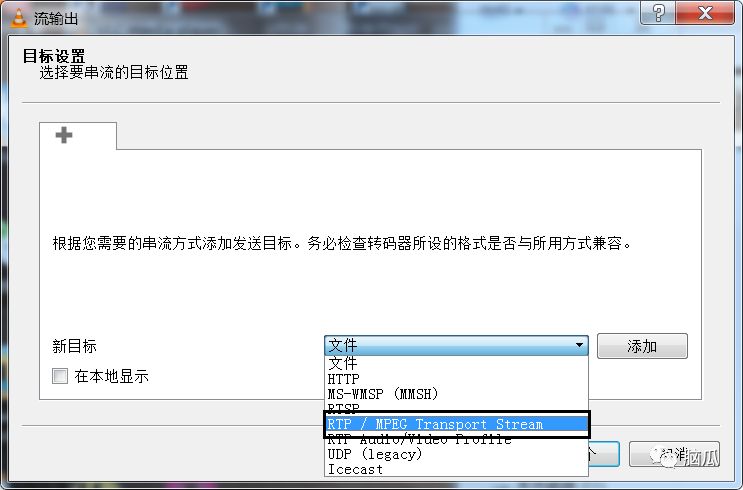 流输出
目标设置
选择要串流的目标位置
根据您需要的串流方式添加发送目标。务必检查转码器所设的格式是否与所用方式兼容。
新目标
文件
添加
文件
在本地显示
HTTP
MS-WMSP (MMSH)
RTSP
RTP / MPEG Transport Stream
RTP Audio/Video Profile
UDP (legacy)
个
取消
脑瓜
Icecast